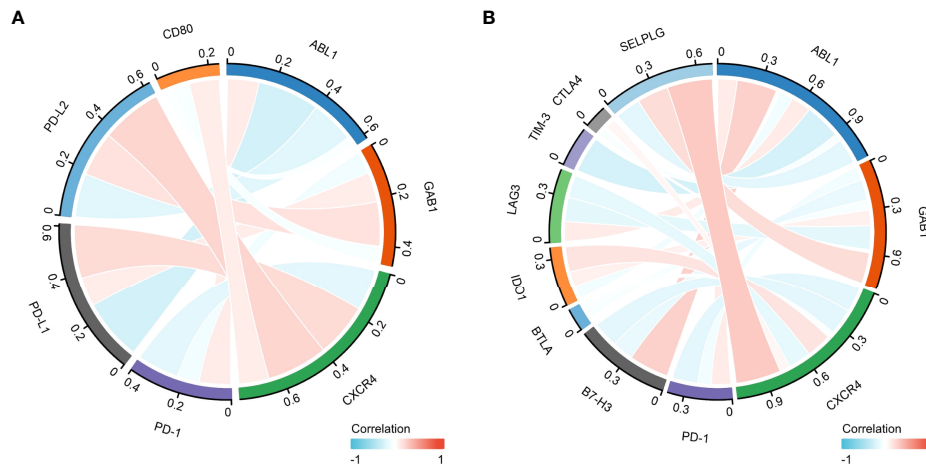 A
CD80
ABL1
GAB1
CXCR4
PD-1
PD-L1
PD-L2
0 0.2
0 0.2 0.4 0.6
0 0.2 0.4
0 0.2 0.4 0.6
0 0.2 0.4
0 0.2 0.4 0.6
0 0.2 0.4 0.6
Correlation
-1 1
B
SELPLG
ABL1
GAB1
CXCR4
PD-1
B7-H3
BTLA
IDO1
LAG3
TIM-3
CTLA4
0 0.3 0.6
0 0.3 0.6 0.9
0 0.3 0.6
0 0.3 0.6 0.9
0 0.3
0 0.3
0
0 0.3
0 0.3
0
0
Correlation
-1